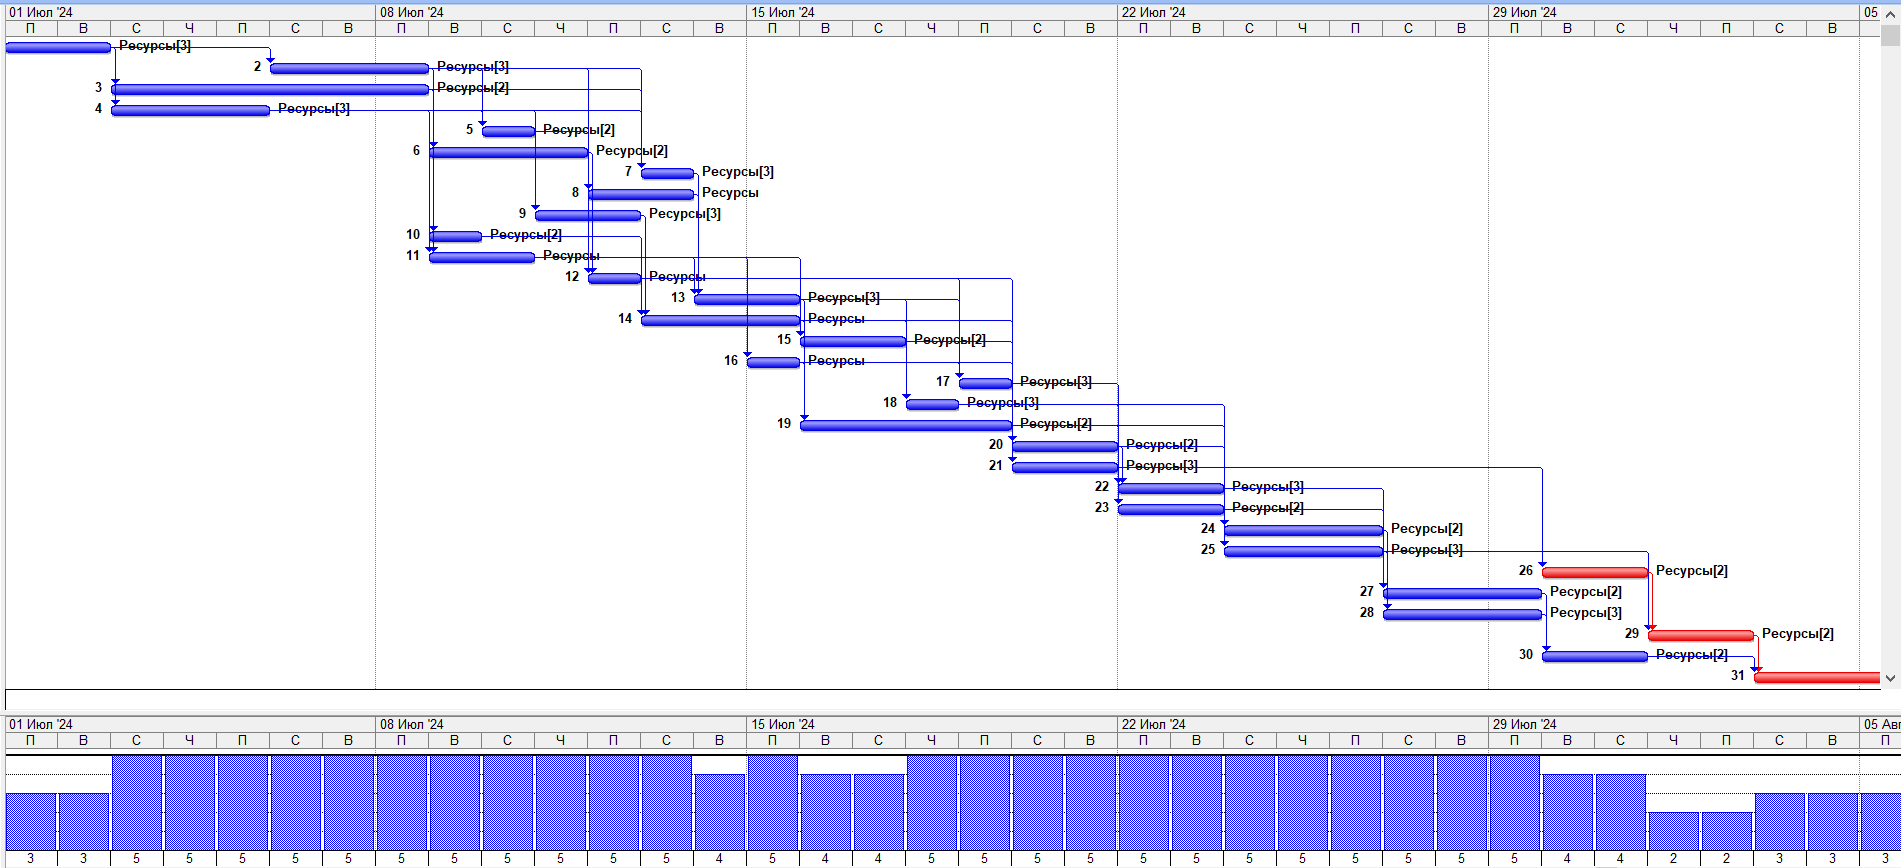 01 Июл '24 08 Июл '24 15 Июл '24 22 Июл '24 29 Июл '24 05
П В С Ч П С В П В С Ч П С В П В С Ч П С В П В С Ч П С В П В С Ч П С В
Ресурсы[3]
2 Ресурсы[3]
3 Ресурсы[2]
4 Ресурсы[3]
5 Ресурсы[2]
6 Ресурсы[2]
7 Ресурсы[3]
8 Ресурсы
9 Ресурсы[3]
10 Ресурсы[2]
11 Ресурсы
12 Ресурсы
13 Ресурсы[3]
14 Ресурсы
15 Ресурсы[2]
16 Ресурсы
17 Ресурсы[3]
18 Ресурсы[3]
19 Ресурсы[2]
20 Ресурсы[2]
21 Ресурсы[3]
22 Ресурсы[3]
23 Ресурсы[2]
24 Ресурсы[2]
25 Ресурсы[3]
26 Ресурсы[2]
27 Ресурсы[2]
28 Ресурсы[3]
29 Ресурсы[2]
30 Ресурсы[2]
31
01 Июл '24 08 Июл '24 15 Июл '24 22 Июл '24 29 Июл '24 05 Авг
П В С Ч П С В П В С Ч П С В П В С Ч П С В П В С Ч П С В П В С Ч П С В П
3 3 5 5 5 5 5 5 5 5 5 5 5 4 5 4 4 5 5 5 5 5 5 5 5 5 5 5 5 4 4 2 2 3 3 3